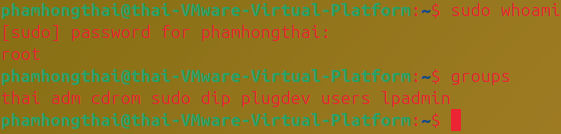 phamhongthai@thai-VMware-Virtual-Platform:~$ sudo whoami
[sudo] password for phamhongthai:
root
phamhongthai@thai-VMware-Virtual-Platform:~$ groups
thai adm cdrom sudo dip plugdev users lpadmin
phamhongthai@thai-VMware-Virtual-Platform:~$